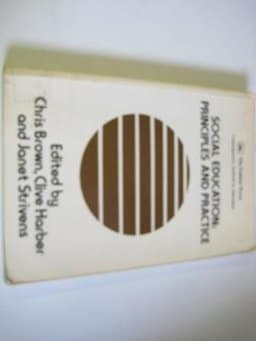 SOCIAL EDUCATION:
PRINCIPLES AND PRACTICE
Edited by
Chris Brown, Clive Harber
and Janet Strivens